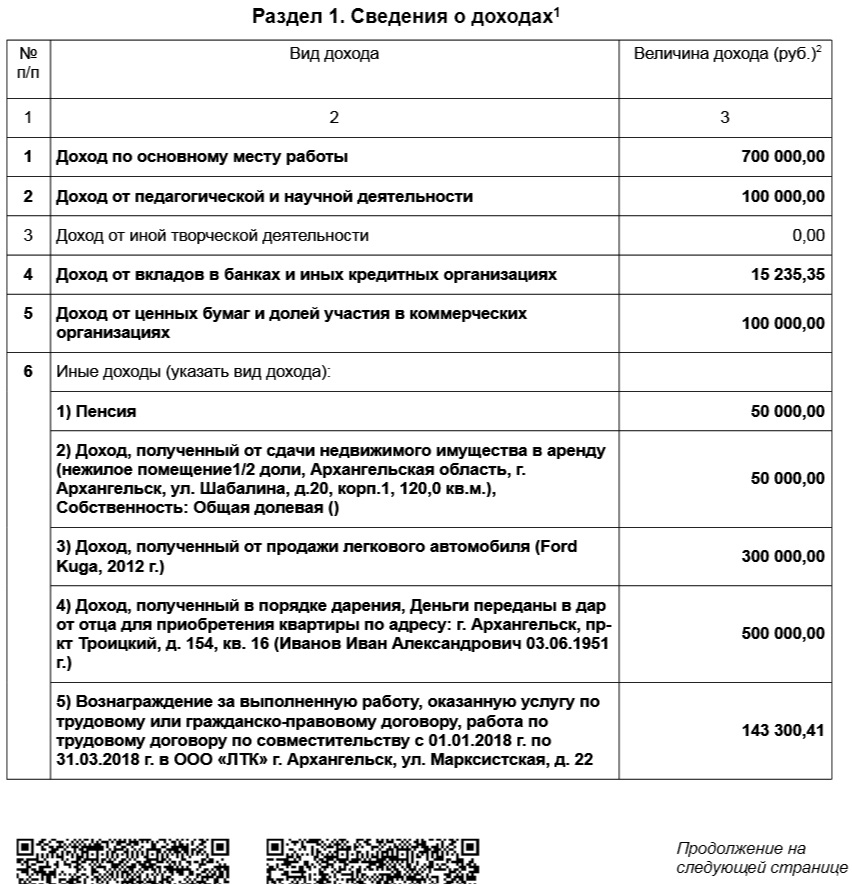 Раздел 1. Сведения о доходах¹
№ п/п Вид дохода Величина дохода (руб.)²
1 2 3
1 Доход по основному месту работы 700 000,00
2 Доход от педагогической и научной деятельности 100 000,00
3 Доход от иной творческой деятельности 0,00
4 Доход от вкладов в банках и иных кредитных организациях 15 235,35
5 Доход от ценных бумаг и долей участия в коммерческих
организациях 100 000,00
6 Иные доходы (указать вид дохода):
1) Пенсия 50 000,00
2) Доход, полученный от сдачи недвижимого имущества в аренду
(нежилое помещение1/2 доли, Архангельская область, г.
Архангельск, ул. Шабалина, д.20, корп.1, 120,0 кв.м.),
Собственность: Общая долевая () 50 000,00
3) Доход, полученный от продажи легкового автомобиля (Ford
Kuga, 2012 г.) 300 000,00
4) Доход, полученный в порядке дарения, Деньги переданы в дар
от отца для приобретения квартиры по адресу: г. Архангельск, пр-
кт Троицкий, д. 154, кв. 16 (Иванов Иван Александрович 03.06.1951
г.) 500 000,00
5) Вознаграждение за выполненную работу, оказанную услугу по
трудовому или гражданско-правовому договору, работа по
трудовому договору по совместительству с 01.01.2018 г. по
31.03.2018 г. в ООО «ЛТК» г. Архангельск, ул. Марксистская, д. 22 143 300,41
Продолжение на
следующей странице